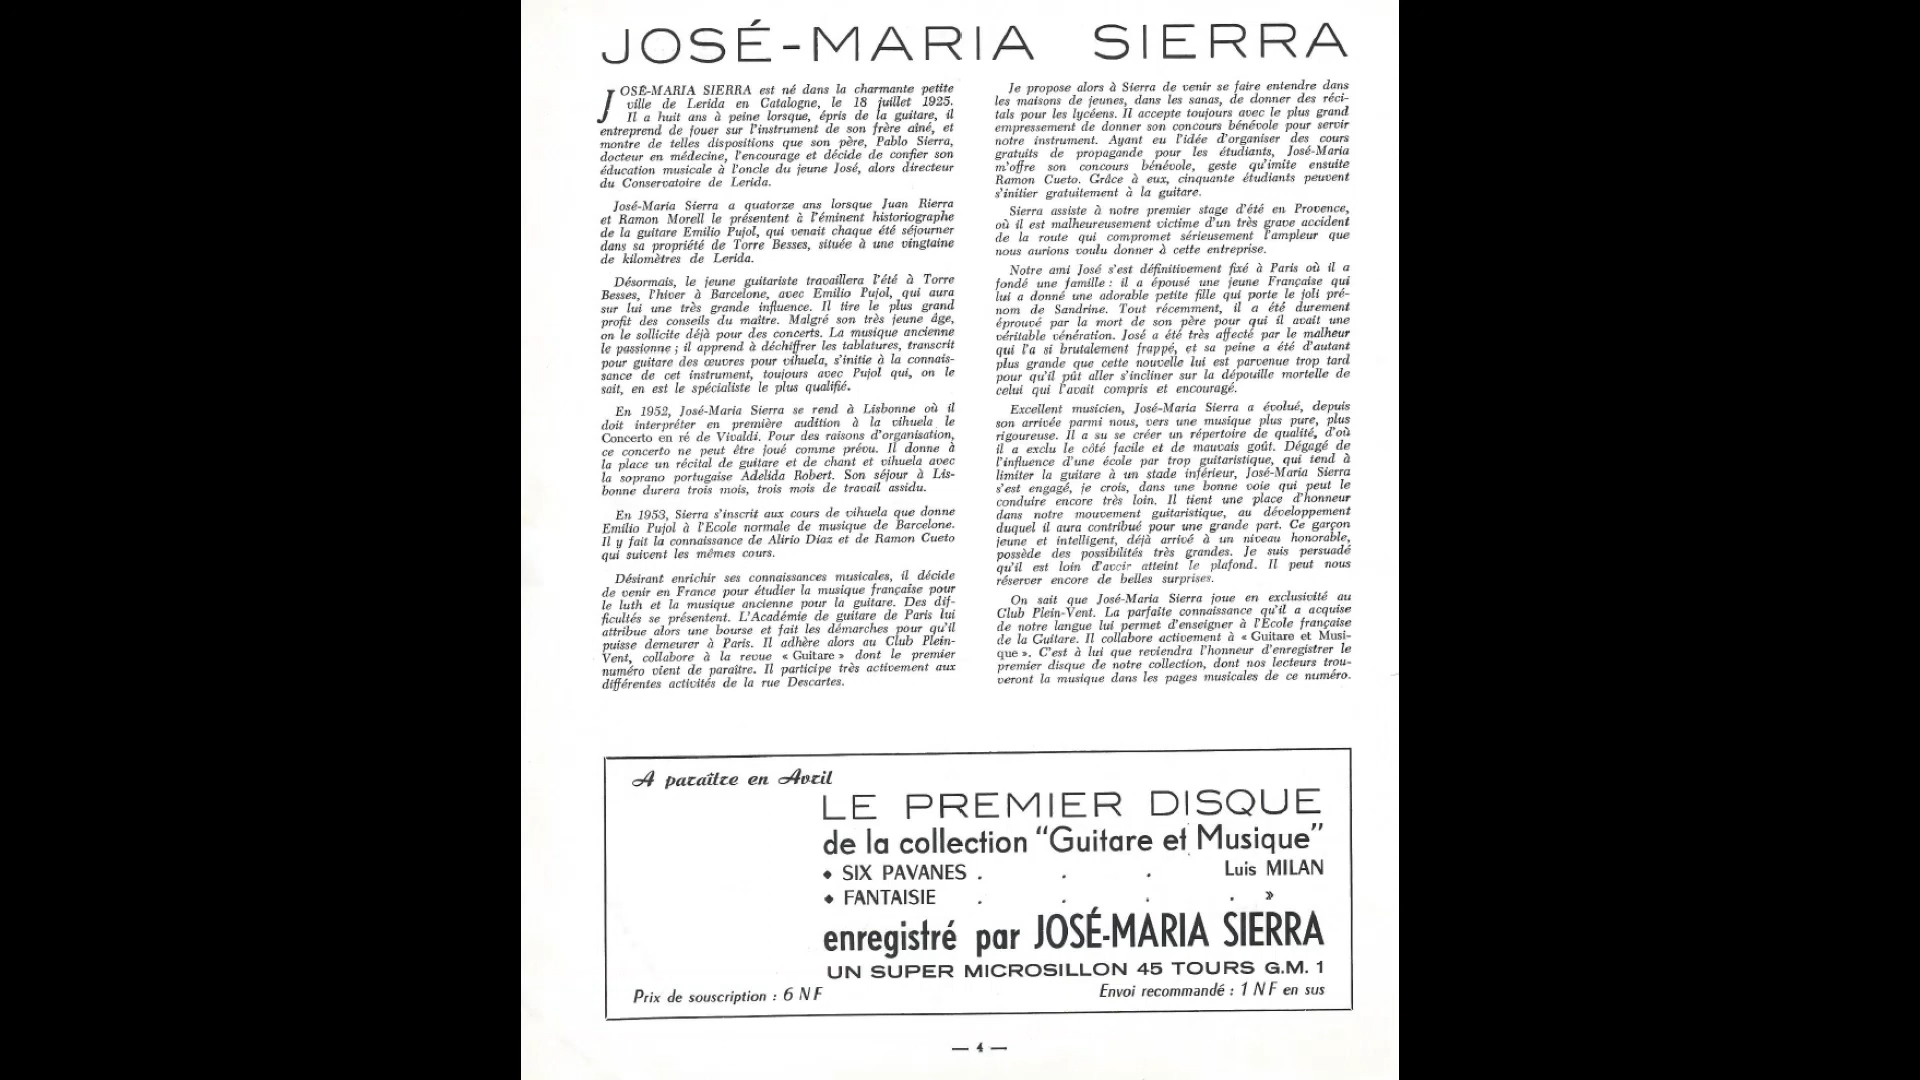 JOSÉ-MARIA SIERRA
JOSÉ-MARIA SIERRA est né dans la charmante petite
ville de Lerida en Catalogne, le 18 juillet 1925.
Il a huit ans à peine lorsque, épris de la guitare, il
entreprend de jouer sur l'instrument de son frère aîné, et
montre de telles dispositions que son père, Pablo Sierra,
docteur en médecine, l'encourage et décide de confier son
éducation musicale à l'oncle du jeune José, alors directeur
du Conservatoire de Lerida.
José-Maria Sierra a quatorze ans lorsque Juan Rierra
et Ramon Morell le présentent à l'éminent historiographe
de la guitare Emilio Pujol, qui venait chaque été séjourner
dans sa propriété de Torre Besses, située à une vingtaine
de kilomètres de Lerida.
Désormais, le jeune guitariste travaillera l'été à Torre
Besses, l'hiver à Barcelone, avec Emilio Pujol, qui aura
sur lui une très grande influence. Il tire le plus grand
profit des conseils du maître. Malgré son très jeune âge,
on le sollicite déjà pour des concerts. La musique ancienne
le passionne ; il apprend à déchiffrer les tablatures, transcrit
pour guitare des œuvres pour vihuela, s'initie à la connais-
sance de cet instrument, toujours avec Pujol qui, on le
sait, en est le spécialiste le plus qualifié.
En 1952, José-Maria Sierra se rend à Lisbonne où il
doit interpréter en première audition à la vihuela le
Concerto en ré de Vivaldi. Pour des raisons d'organisation,
ce concerto ne peut être joué comme prévu. Il donne à
la place un récital de guitare et de chant et vihuela avec
la soprano portugaise Adelida Robert. Son séjour à Lis-
bonne durera trois mois, trois mois de travail assidu.
En 1953, Sierra s'inscrit aux cours de vihuela que donne
Emilio Pujol à l'Ecole normale de musique de Barcelone.
Il y fait la connaissance de Alirio Diaz et de Ramon Cueto
qui suivent les mêmes cours.
Désirant enrichir ses connaissances musicales, il décide
de venir en France pour étudier la musique française pour
le luth et la musique ancienne pour la guitare. Des dif-
ficultés se présentent. L'Académie de guitare de Paris lui
attribue alors une bourse et fait les démarches pour qu'il
puisse demeurer à Paris. Il adhère alors au Club Plein-
Vent, collabore à la revue « Guitare » dont le premier
numéro vient de paraître. Il participe très activement aux
différentes activités de la rue Descartes.
Je propose alors à Sierra de venir se faire entendre dans
les maisons de jeunes, dans les sanas, de donner des réci-
tals pour les lycéens. Il accepte toujours avec le plus grand
empressement de donner son concours bénévole pour servir
notre instrument. Ayant eu l'idée d'organiser des cours
gratuits de propagande pour les étudiants, José-Maria
m'offre son concours bénévole, geste qu'imite ensuite
Ramon Cueto. Grâce à eux, cinquante étudiants peuvent
s'initier gratuitement à la guitare.
Sierra assiste à notre premier stage d'été en Provence,
où il est malheureusement victime d'un très grave accident
de la route qui compromet sérieusement l'ampleur que
nous aurions voulu donner à cette entreprise.
Notre ami José s'est définitivement fixé à Paris où il a
fondé une famille : il a épousé une jeune Française qui
lui a donné une adorable petite fille qui porte le joli pré-
nom de Sandrine. Tout récemment, il a été durement
éprouvé par la mort de son père pour qui il avait une
véritable vénération. José a été très affecté par le malheur
qui l'a si brutalement frappé, et sa peine a été d'autant
plus grande que cette nouvelle lui est parvenue trop tard
pour qu'il pût aller s'incliner sur la dépouille mortelle de
celui qui l'avait compris et encouragé.
Excellent musicien, José-Maria Sierra a évolué, depuis
son arrivée parmi nous, vers une musique plus pure, plus
rigoureuse. Il a su se créer un répertoire de qualité, d'où
il a exclu le côté facile et de mauvais goût. Dégagé de
l'influence d'une école par trop guitaristique, qui tend à
limiter la guitare à un stade inférieur, José-Maria Sierra
s'est engagé, je crois, dans une bonne voie qui peut le
conduire encore très loin. Il tient une place d'honneur
dans notre mouvement guitaristique, au développement
duquel il aura contribué pour une grande part. Ce garçon
jeune et intelligent, déjà arrivé à un niveau honorable,
possède des possibilités très grandes. Je suis persuadé
qu'il est loin d'avoir atteint le plafond. Il peut nous
réserver encore de belles surprises.
On sait que José-Maria Sierra joue en exclusivité au
Club Plein-Vent. La parfaite connaissance qu'il a acquise
de notre langue lui permet d'enseigner à l'Ecole française
de la Guitare. Il collabore activement à « Guitare et Musi-
que ». C'est à lui que reviendra l'honneur d'enregistrer le
premier disque de notre collection, dont nos lecteurs trou-
veront la musique dans les pages musicales de ce numéro.
A paraître en Avril
LE PREMIER DISQUE
de la collection "Guitare et Musique"
• SIX PAVANES . . . Luis MILAN
• FANTAISIE . . . . »
enregistré par JOSÉ-MARIA SIERRA
UN SUPER MICROSILLON 45 TOURS G.M. 1
Prix de souscription : 6 NF Envoi recommandé : 1 NF en sus
— 4 —